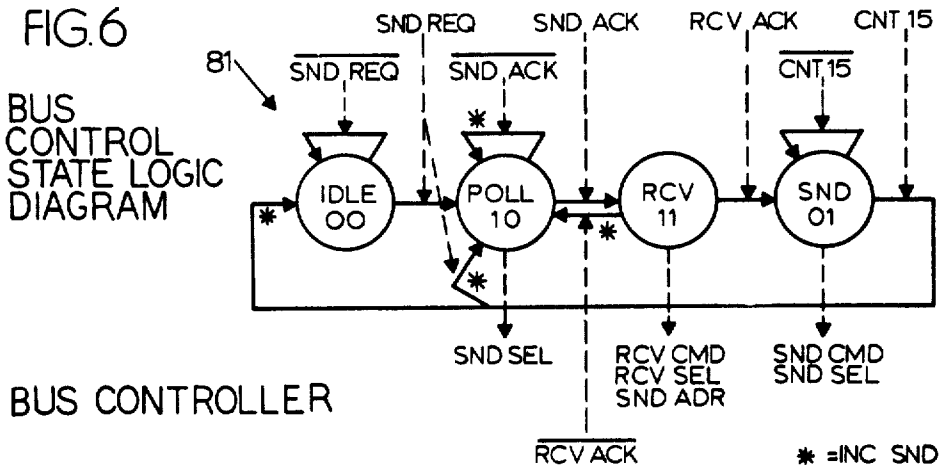 FIG.6
SND REQ
SND ACK
RCV ACK
CNT 15
81
SND REQ
SND ACK
CNT 15
BUS
CONTROL
STATE LOGIC
DIAGRAM
*
*
IDLE
00
POLL
10
RCV
11
SND
01
*
*
SND SEL
RCV CMD
RCV SEL
SND ADR
SND CMD
SND SEL
BUS CONTROLLER
RCV ACK
* =INC SND